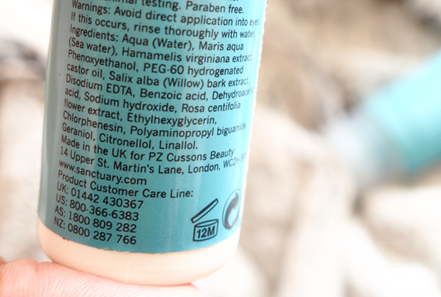 animal testing. Paraben free.
Warnings: Avoid direct application into eyes
If this occurs, rinse thoroughly with water
Ingredients: Aqua (Water), Maris aqua
(Sea water), Hamamelis virginiana extract,
Phenoxyethanol, PEG-60 hydrogenated
castor oil, Salix alba (Willow) bark extract,
Disodium EDTA, Benzoic acid, Dehydroacetic
acid, Sodium hydroxide, Rosa centifolia
flower extract, Ethylhexyglycerin,
Chlorphenesin, Polyaminopropyl biguanide
Geraniol, Citronellol, Linallol.
Made in the UK for PZ Cussons Beauty
14 Upper St. Martin's Lane, London, WC2
www.sanctuary.com
Product Customer Care Line:
UK: 01442 430367
US: 800-366-6383
AS: 1800 809 282
NZ: 0800 287 766
12M